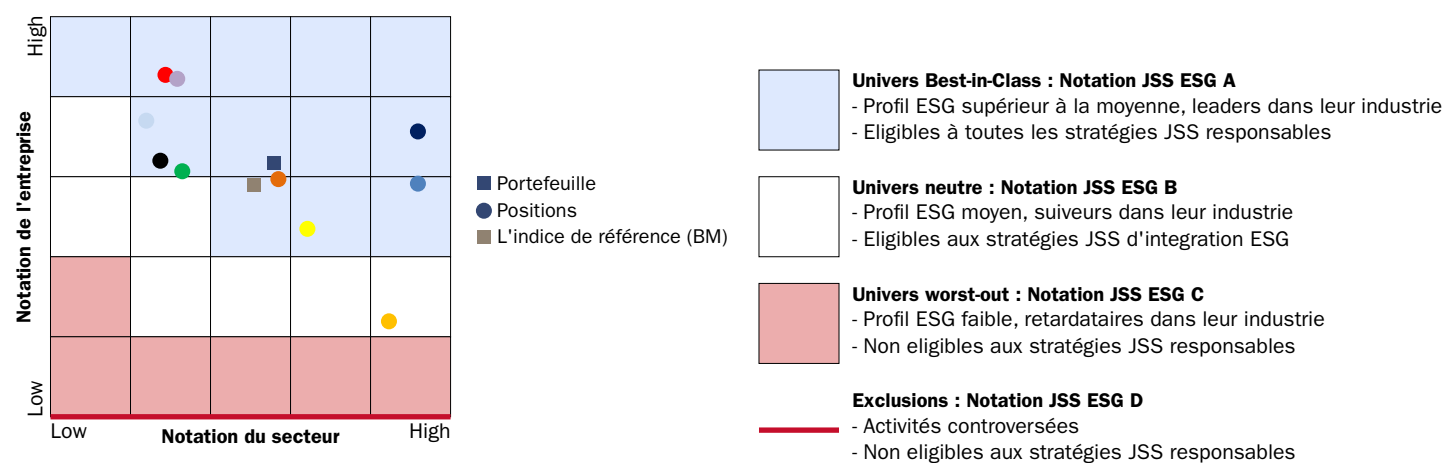 High
Notation de l'entreprise
Low
Low
Notation du secteur
High
Portefeuille
Positions
L'indice de référence (BM)
Univers Best-in-Class : Notation JSS ESG A
- Profil ESG supérieur à la moyenne, leaders dans leur industrie
- Eligibles à toutes les stratégies JSS responsables
Univers neutre : Notation JSS ESG B
- Profil ESG moyen, suiveurs dans leur industrie
- Eligibles aux stratégies JSS d'integration ESG
Univers worst-out : Notation JSS ESG C
- Profil ESG faible, retardataires dans leur industrie
- Non eligibles aux stratégies JSS responsables
Exclusions : Notation JSS ESG D
- Activités controversées
- Non eligibles aux stratégies JSS responsables